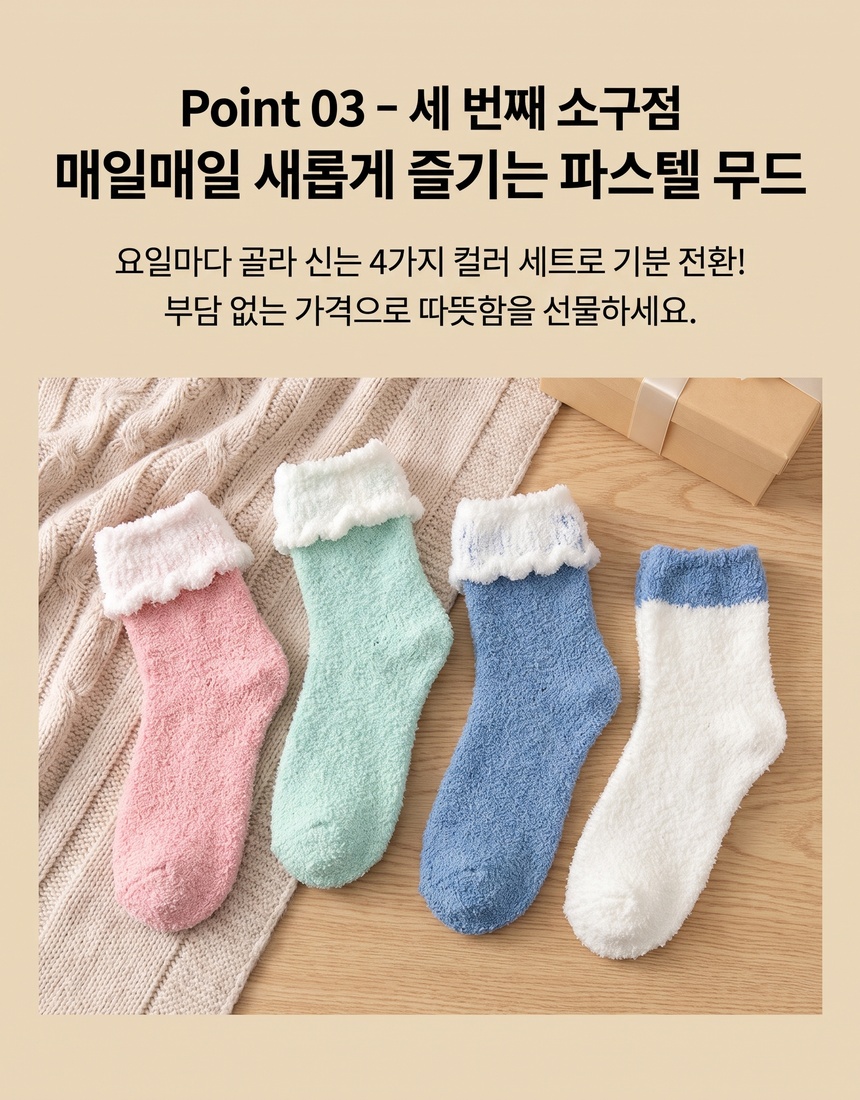 Point 03 – 세 번째 소구점
매일매일 새롭게 즐기는 파스텔 무드
요일마다 골라 신는 4가지 컬러 세트로 기분 전환!
부담 없는 가격으로 따뜻함을 선물하세요.